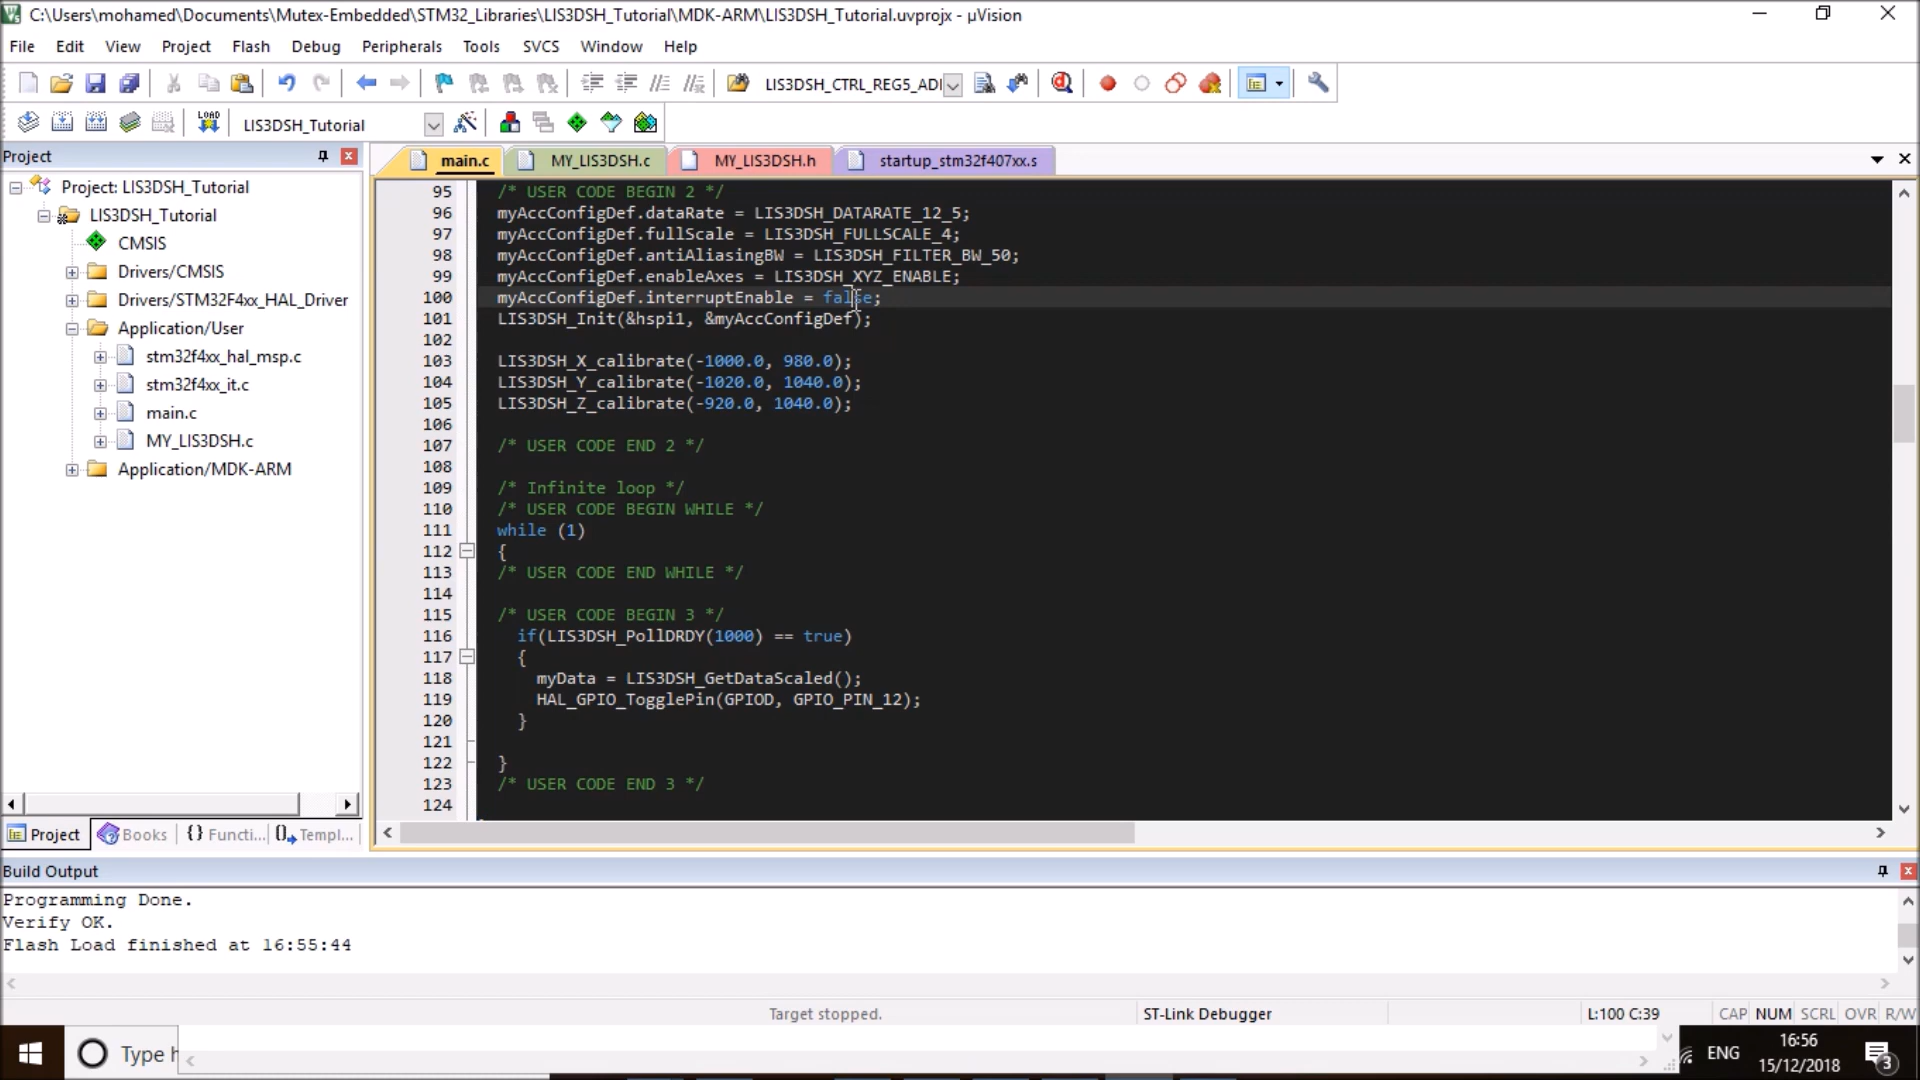 C:\Users\mohamed\Documents\Mutex-Embedded\STM32_Libraries\LIS3DSH_Tutorial\MDK-ARM\LIS3DSH_Tutorial.uvprojx - µVision
File Edit View Project Flash Debug Peripherals Tools SVCS Window Help
LIS3DSH_CTRL_REG5_ADI
LOAD
LIS3DSH_Tutorial
Project
main.c MY_LIS3DSH.c MY_LIS3DSH.h startup_stm32f407xx.s
Project: LIS3DSH_Tutorial
LIS3DSH_Tutorial
CMSIS
Drivers/CMSIS
Drivers/STM32F4xx_HAL_Driver
Application/User
stm32f4xx_hal_msp.c
stm32f4xx_it.c
main.c
MY_LIS3DSH.c
Application/MDK-ARM
Project Books {} Functi... Templ...
95 /* USER CODE BEGIN 2 */
96 myAccConfigDef.dataRate = LIS3DSH_DATARATE_12_5;
97 myAccConfigDef.fullScale = LIS3DSH_FULLSCALE_4;
98 myAccConfigDef.antiAliasingBW = LIS3DSH_FILTER_BW_50;
99 myAccConfigDef.enableAxes = LIS3DSH_XYZ_ENABLE;
100 myAccConfigDef.interruptEnable = false;
101 LIS3DSH_Init(&hspi1, &myAccConfigDef);
102
103 LIS3DSH_X_calibrate(-1000.0, 980.0);
104 LIS3DSH_Y_calibrate(-1020.0, 1040.0);
105 LIS3DSH_Z_calibrate(-920.0, 1040.0);
106
107 /* USER CODE END 2 */
108
109 /* Infinite loop */
110 /* USER CODE BEGIN WHILE */
111 while (1)
112 {
113 /* USER CODE END WHILE */
114
115 /* USER CODE BEGIN 3 */
116 if(LIS3DSH_PollDRDY(1000) == true)
117 {
118 myData = LIS3DSH_GetDataScaled();
119 HAL_GPIO_TogglePin(GPIOD, GPIO_PIN_12);
120 }
121
122 }
123 /* USER CODE END 3 */
124
Build Output
Programming Done.
Verify OK.
Flash Load finished at 16:55:44
Target stopped. ST-Link Debugger L:100 C:39 CAP NUM SCRL OVR R/W
Type h
ENG
16:56
15/12/2018
3